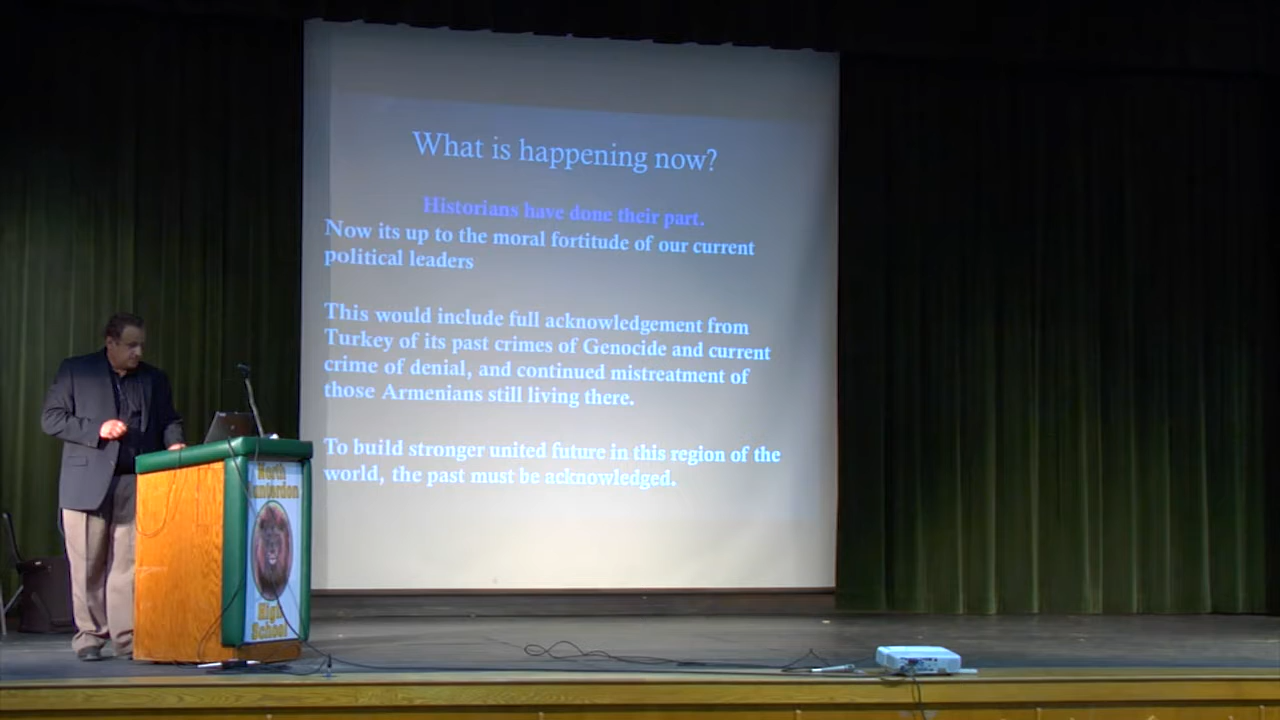 What is happening now?
Historians have done their part.
Now its up to the moral fortitude of our current
political leaders
This would include full acknowledgement from
Turkey of its past crimes of Genocide and current
crime of denial, and continued mistreatment of
those Armenians still living there.
To build stronger united future in this region of the
world, the past must be acknowledged.
North
High
School